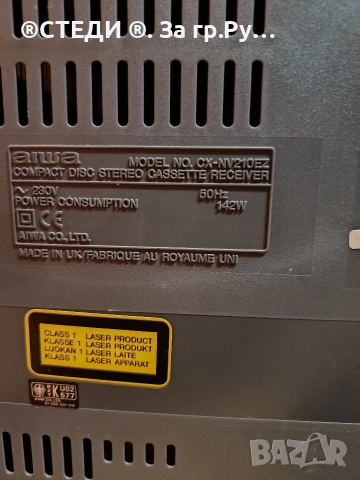 ®СТЕДИ ®. За гр.Ру...
aiwa
MODEL NO. CX-NV210EZ
COMPACT DISC STEREO CASSETTE RECEIVER
~ 230V 50Hz
POWER CONSUMPTION 142W
CE
AIWA CO., LTD.
MADE IN UK/FABRIQUE AU ROYAUME UNI
CLASS 1 LASER PRODUCT
KLASSE 1 LASER PRODUKT
LUOKAN 1 LASER LAITE
KLASS 1 LASER APPARAT
K U02
S77
BAZAR